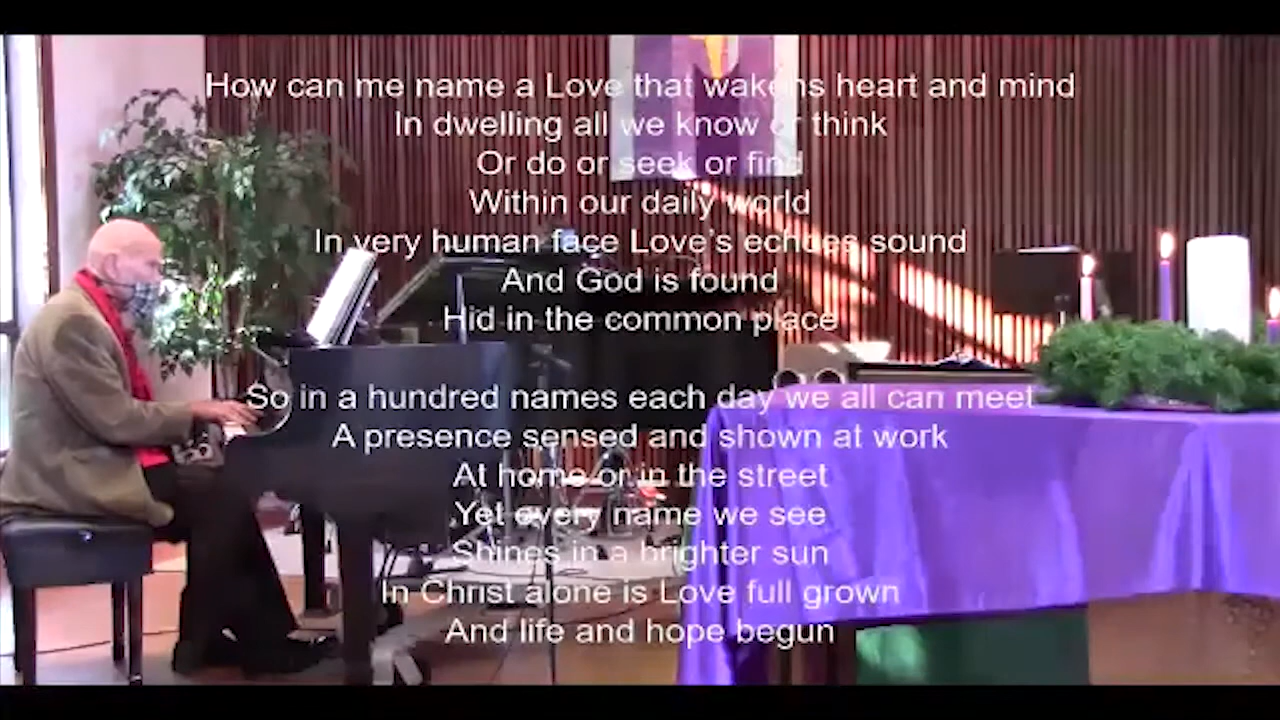 How can me name a Love that wakens heart and mind
In dwelling all we know or think
Or do or seek or find
Within our daily world
In very human face Love's echoes sound
And God is found
Hid in the common place
So in a hundred names each day we all can meet
A presence sensed and shown at work
At home or in the street
Yet every name we see
Shines in a brighter sun
In Christ alone is Love full grown
And life and hope begun